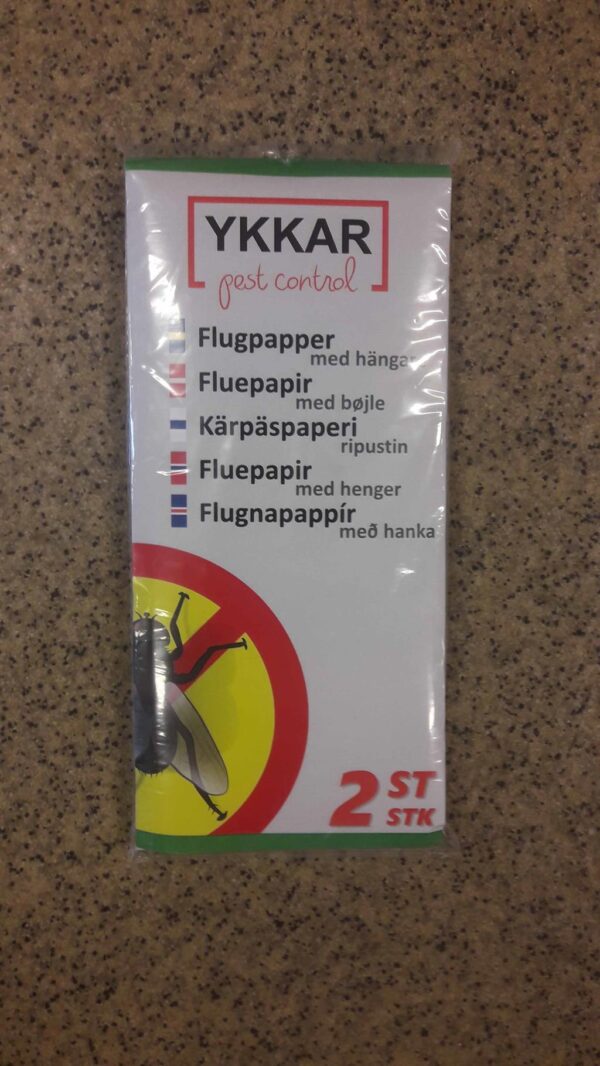 YKKAR
pest control
Flugpapper
med hängare
Fluepapir
med bøjle
Kärpäspaperi
ripustin
Fluepapir
med henger
Flugnapappír
með hanka
2 ST
STK